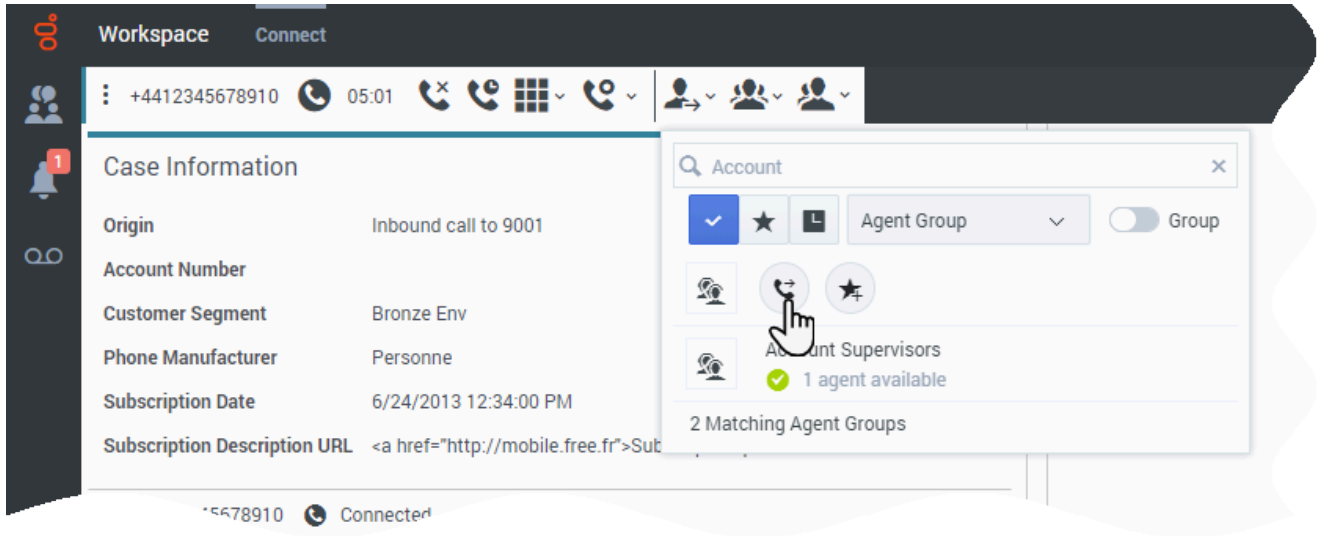 Workspace Connect
+4412345678910 05:01
1
Case Information
Account
Agent Group Group
Origin Inbound call to 9001
Account Number
Customer Segment Bronze Env
Phone Manufacturer Personne
Supervisors
1 agent available
Subscription Date 6/24/2013 12:34:00 PM
2 Matching Agent Groups
Subscription Description URL <a href="http://mobile.free.fr">Sub
5678910 Connected